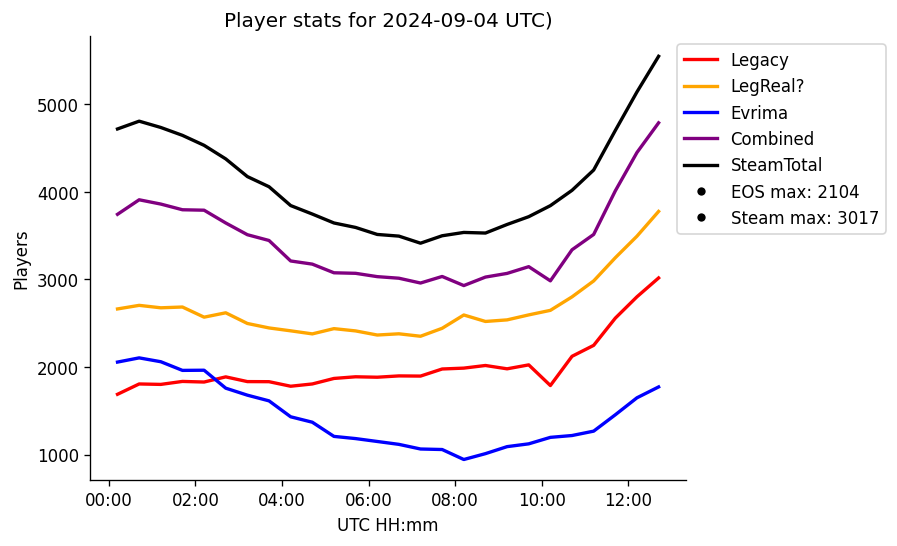 Player stats for 2024-09-04 UTC)
Legacy
LegReal?
Evrima
Combined
SteamTotal
EOS max: 2104
Steam max: 3017
Players
5000
4000
3000
2000
1000
00:00 02:00 04:00 06:00 08:00 10:00 12:00
UTC HH:mm